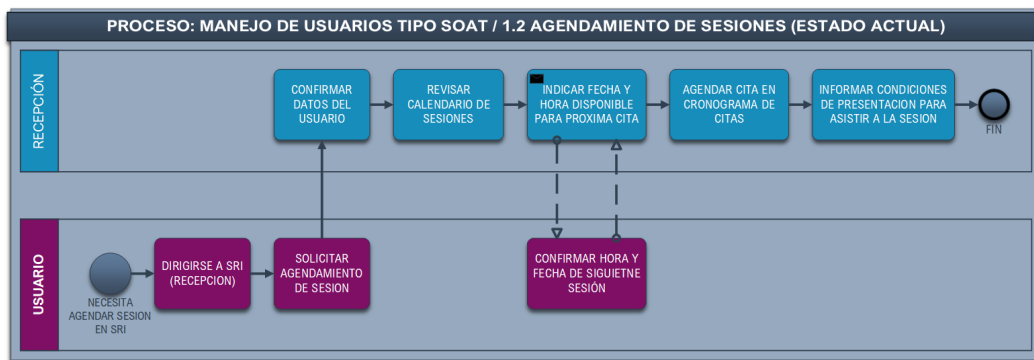 PROCESO: MANEJO DE USUARIOS TIPO SOAT / 1.2 AGENDAMIENTO DE SESIONES (ESTADO ACTUAL)
RECEPCIÓN
CONFIRMAR
DATOS DEL
USUARIO
REVISAR
CALENDARIO DE
SESIONES
INDICAR FECHA Y
HORA DISPONIBLE
PARA PROXIMA CITA
AGENDAR CITA EN
CRONOGRAMA DE
CITAS
INFORMAR CONDICIONES
DE PRESENTACION PARA
ASISTIR A LA SESION
FIN
USUARIO
NECESITA
AGENDAR SESION
EN SRI
DIRIGIRSE A SRI
(RECEPCION)
SOLICITAR
AGENDAMIENTO
DE SESION
CONFIRMAR HORA Y
FECHA DE SIGUIETNE
SESIÓN